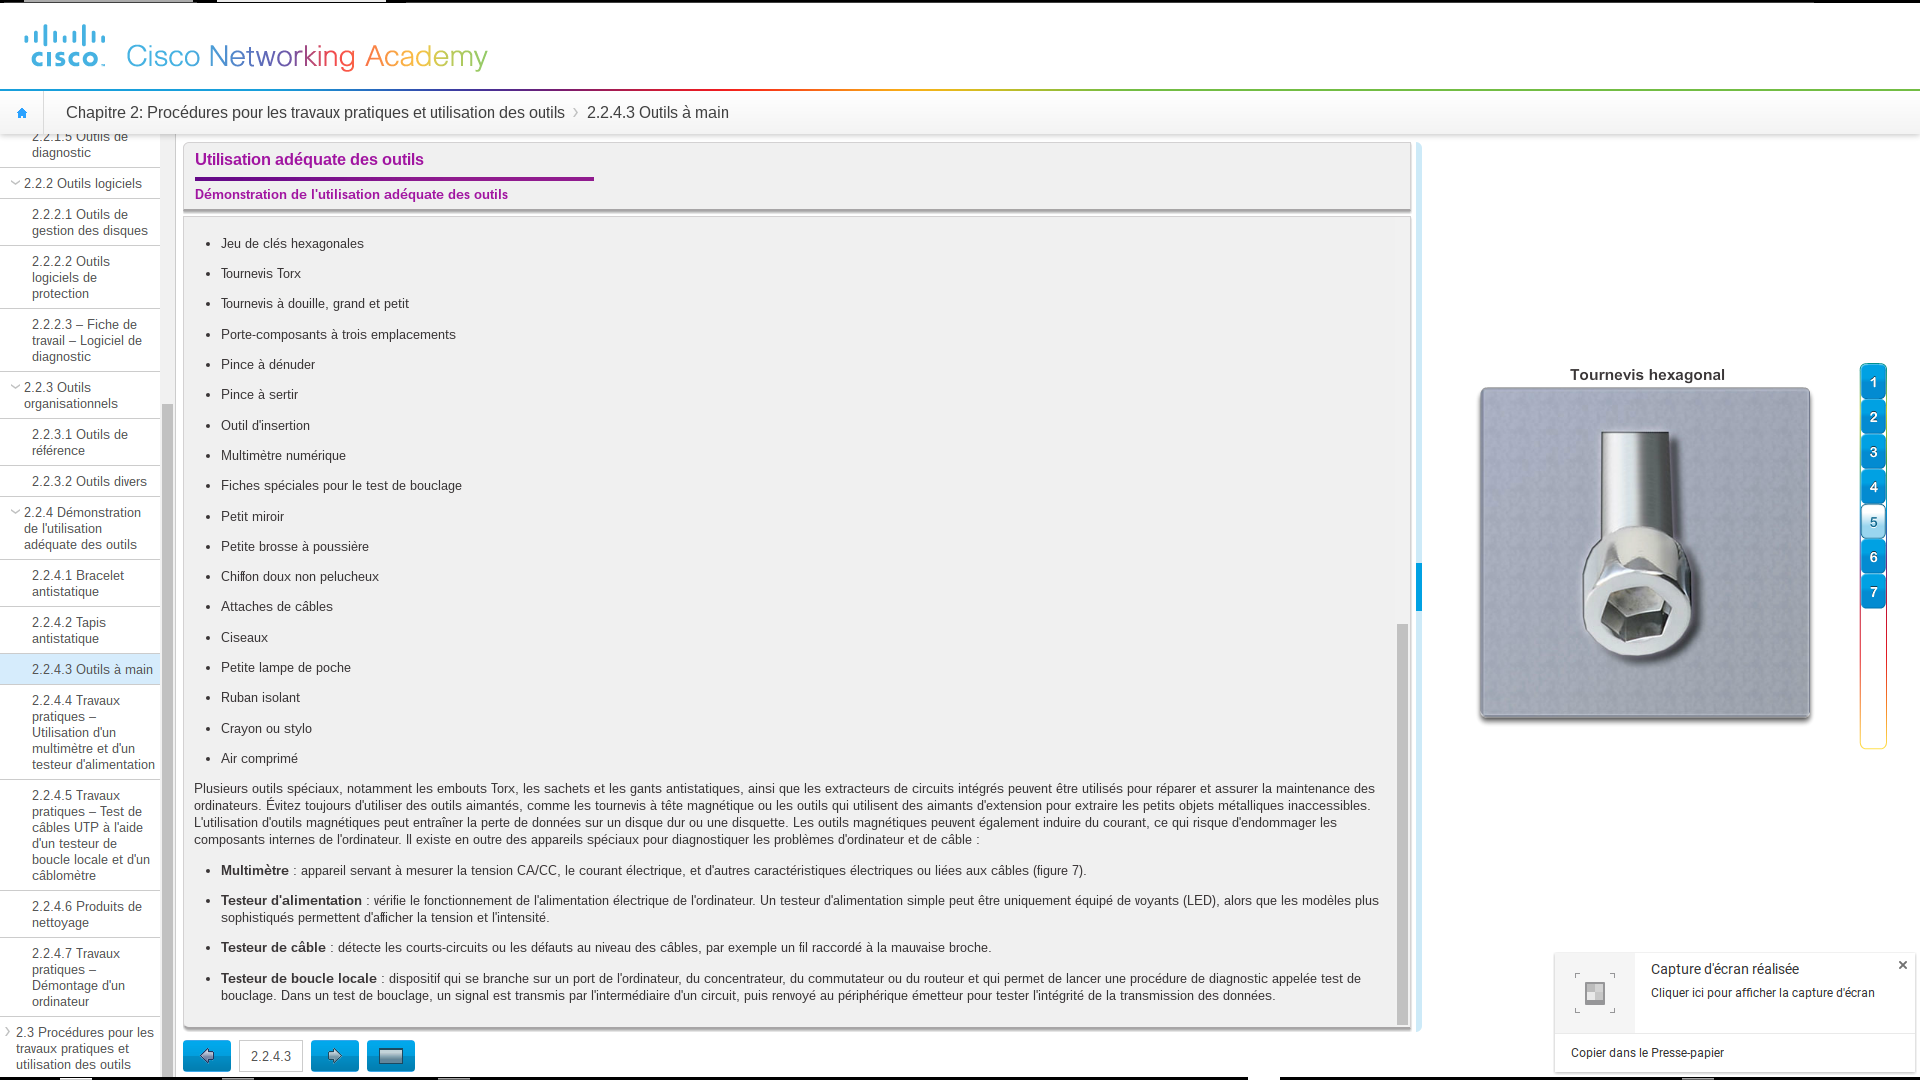 cisco
Cisco Networking Academy
Chapitre 2: Procédures pour les travaux pratiques et utilisation des outils
2.2.4.3 Outils à main
2.2.1.5 Outils de
diagnostic
2.2.2 Outils logiciels
2.2.2.1 Outils de
gestion des disques
2.2.2.2 Outils
logiciels de
protection
2.2.2.3 – Fiche de
travail – Logiciel de
diagnostic
2.2.3 Outils
organisationnels
2.2.3.1 Outils de
référence
2.2.3.2 Outils divers
2.2.4 Démonstration
de l'utilisation
adéquate des outils
2.2.4.1 Bracelet
antistatique
2.2.4.2 Tapis
antistatique
2.2.4.3 Outils à main
2.2.4.4 Travaux
pratiques –
Utilisation d'un
multimètre et d'un
testeur d'alimentation
2.2.4.5 Travaux
pratiques – Test de
câbles UTP à l'aide
d'un testeur de
boucle locale et d'un
câblomètre
2.2.4.6 Produits de
nettoyage
2.2.4.7 Travaux
pratiques –
Démontage d'un
ordinateur
2.3 Procédures pour les
travaux pratiques et
utilisation des outils
Utilisation adéquate des outils
Démonstration de l'utilisation adéquate des outils
Jeu de clés hexagonales
Tournevis Torx
Tournevis à douille, grand et petit
Porte-composants à trois emplacements
Pince à dénuder
Pince à sertir
Outil d'insertion
Multimètre numérique
Fiches spéciales pour le test de bouclage
Petit miroir
Petite brosse à poussière
Chiffon doux non pelucheux
Attaches de câbles
Ciseaux
Petite lampe de poche
Ruban isolant
Crayon ou stylo
Air comprimé
Plusieurs outils spéciaux, notamment les embouts Torx, les sachets et les gants antistatiques, ainsi que les extracteurs de circuits intégrés peuvent être utilisés pour réparer et assurer la maintenance des
ordinateurs. Évitez toujours d'utiliser des outils aimantés, comme les tournevis à tête magnétique ou les outils qui utilisent des aimants d'extension pour extraire les petits objets métalliques inaccessibles.
L'utilisation d'outils magnétiques peut entraîner la perte de données sur un disque dur ou une disquette. Les outils magnétiques peuvent également induire du courant, ce qui risque d'endommager les
composants internes de l'ordinateur. Il existe en outre des appareils spéciaux pour diagnostiquer les problèmes d'ordinateur et de câble :
Multimètre : appareil servant à mesurer la tension CA/CC, le courant électrique, et d'autres caractéristiques électriques ou liées aux câbles (figure 7).
Testeur d'alimentation : vérifie le fonctionnement de l'alimentation électrique de l'ordinateur. Un testeur d'alimentation simple peut être uniquement équipé de voyants (LED), alors que les modèles plus
sophistiqués permettent d'afficher la tension et l'intensité.
Testeur de câble : détecte les courts-circuits ou les défauts au niveau des câbles, par exemple un fil raccordé à la mauvaise broche.
Testeur de boucle locale : dispositif qui se branche sur un port de l'ordinateur, du concentrateur, du commutateur ou du routeur et qui permet de lancer une procédure de diagnostic appelée test de
bouclage. Dans un test de bouclage, un signal est transmis par l'intermédiaire d'un circuit, puis renvoyé au périphérique émetteur pour tester l'intégrité de la transmission des données.
2.2.4.3
Tournevis hexagonal
1
2
3
4
5
6
7
Capture d'écran réalisée
Cliquer ici pour afficher la capture d'écran
Copier dans le Presse-papier